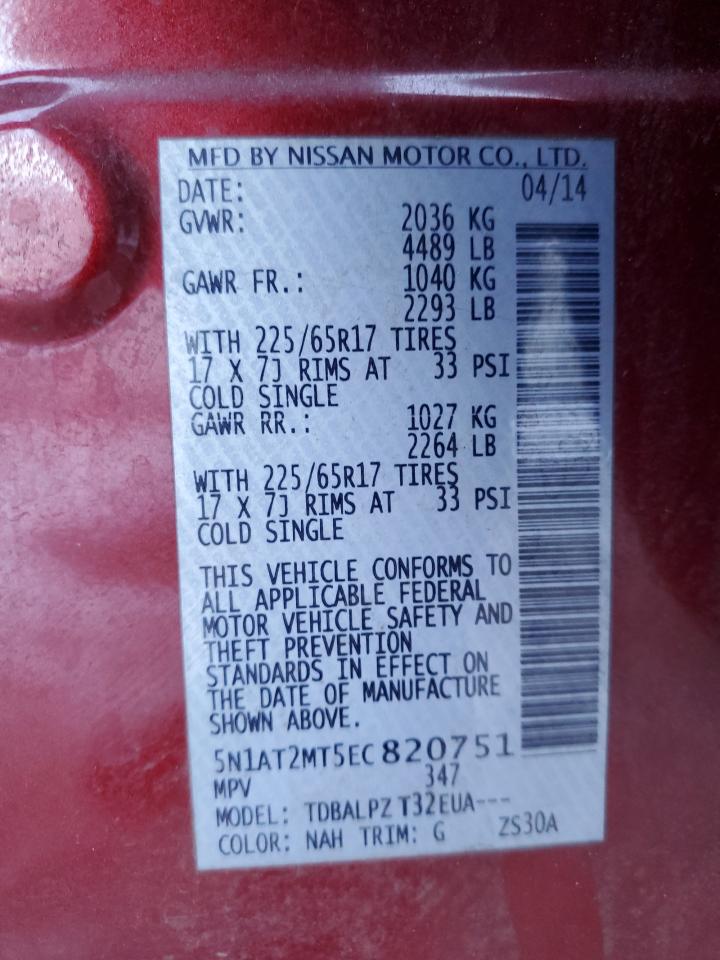 MFD BY NISSAN MOTOR CO., LTD.
DATE: 04/14
GVWR: 2036 KG
4489 LB
GAWR FR.: 1040 KG
2293 LB
WITH 225/65R17 TIRES
17 X 7J RIMS AT 33 PSI
COLD SINGLE
GAWR RR.: 1027 KG
2264 LB
WITH 225/65R17 TIRES
17 X 7J RIMS AT 33 PSI
COLD SINGLE
THIS VEHICLE CONFORMS TO
ALL APPLICABLE FEDERAL
MOTOR VEHICLE SAFETY AND
THEFT PREVENTION
STANDARDS IN EFFECT ON
THE DATE OF MANUFACTURE
SHOWN ABOVE.
5N1AT2MT5EC820751
MPV 347
MODEL: TDBALPZ T32EUA---
COLOR: NAH TRIM: G ZS30A